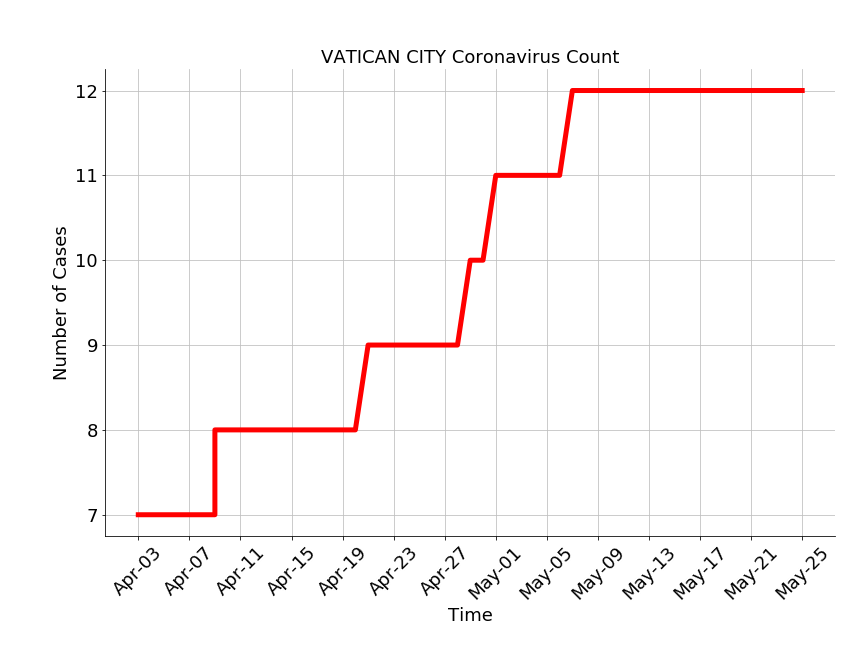 VATICAN CITY Coronavirus Count
Number of Cases
12
11
10
9
8
7
Apr-03
Apr-07
Apr-11
Apr-15
Apr-19
Apr-23
Apr-27
May-01
May-05
May-09
May-13
May-17
May-21
May-25
Time